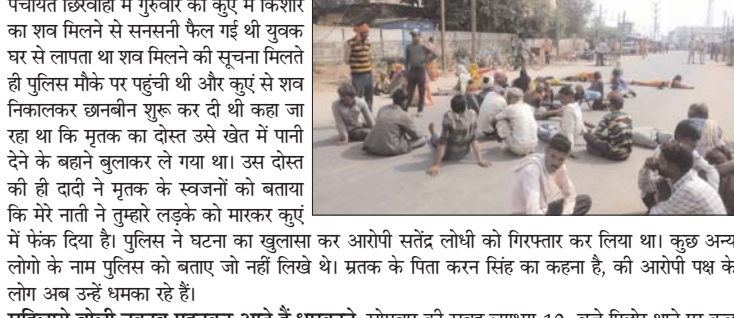 पंचायत छिरवाहा में गुरुवार को कुएं में किशोर
का शव मिलने से सनसनी फैल गई थी युवक
घर से लापता था शव मिलने की सूचना मिलते
ही पुलिस मौके पर पहुंची थी और कुएं से शव
निकालकर छानबीन शुरू कर दी थी कहा जा
रहा था कि मृतक का दोस्त उसे खेत में पानी
देने के बहाने बुलाकर ले गया था। उस दोस्त
की ही दादी ने मृतक के स्वजनों को बताया
कि मेरे नाती ने तुम्हारे लड़के को मारकर कुएं
में फेंक दिया है। पुलिस ने घटना का खुलासा कर आरोपी सतेंद्र लोधी को गिरफ्तार कर लिया था। कुछ अन्य
लोगो के नाम पुलिस को बताए जो नहीं लिखे थे। म्रतक के पिता करन सिंह का कहना है, की आरोपी पक्ष के
लोग अब उन्हें धमका रहे हैं।